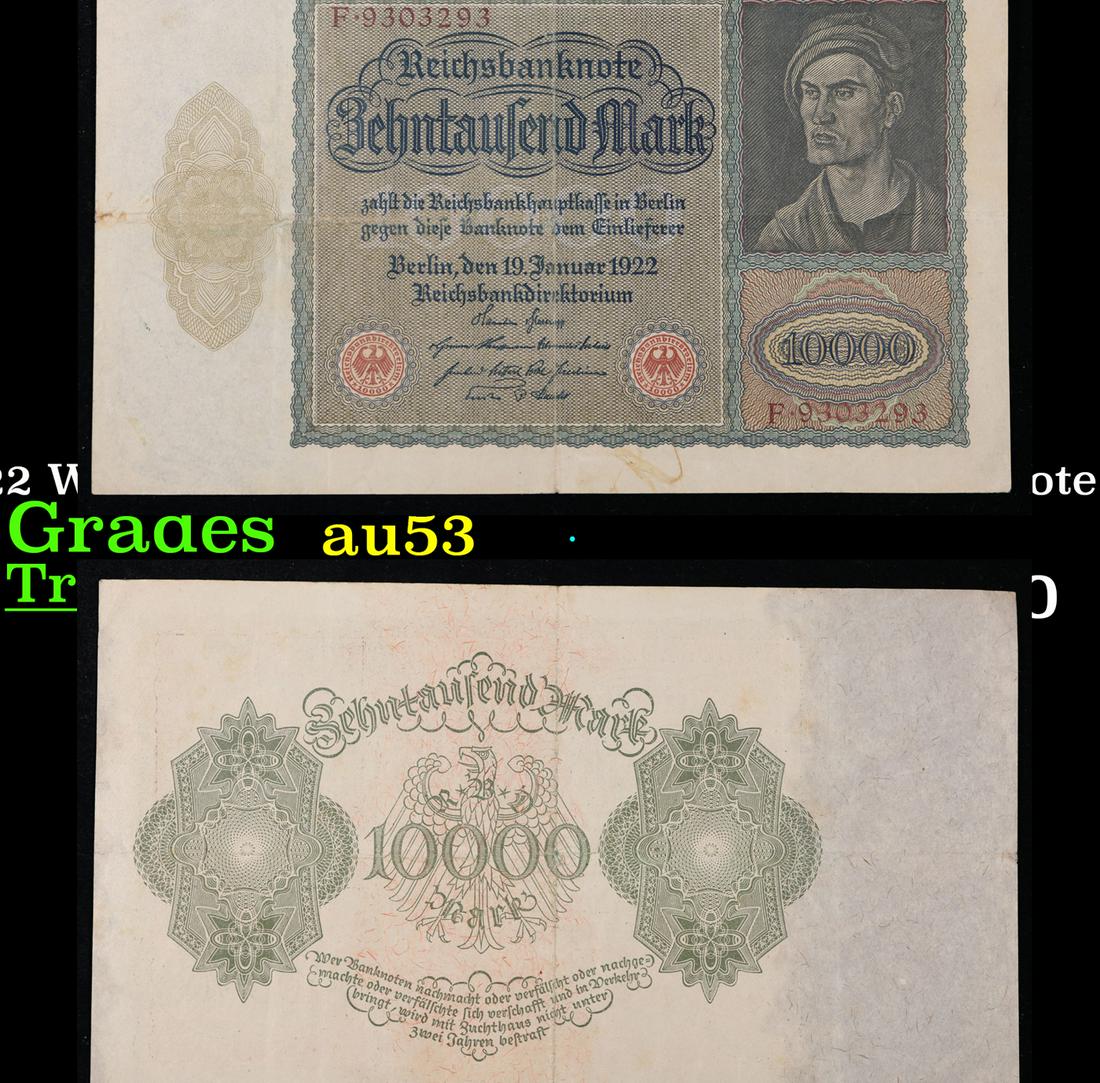 F·9303293
Reichsbanknote
Zehntausend Mark
zahlt die Reichsbankhauptkasse in Berlin
gegen diese Banknote dem Einlieferer
Berlin, den 19. Januar 1922
Reichsbankdirektorium
10000
F·9303293
22 W
ote
Grades au53
Tr
0
Zehntausend Mark
R·B·D
10000
Mark
Wer Banknoten nachmacht oder verfälscht oder nachge=
machte oder verfälschte sich verschafft und in Verkehr
bringt, wird mit Zuchthaus nicht unter
zwei Jahren bestraft